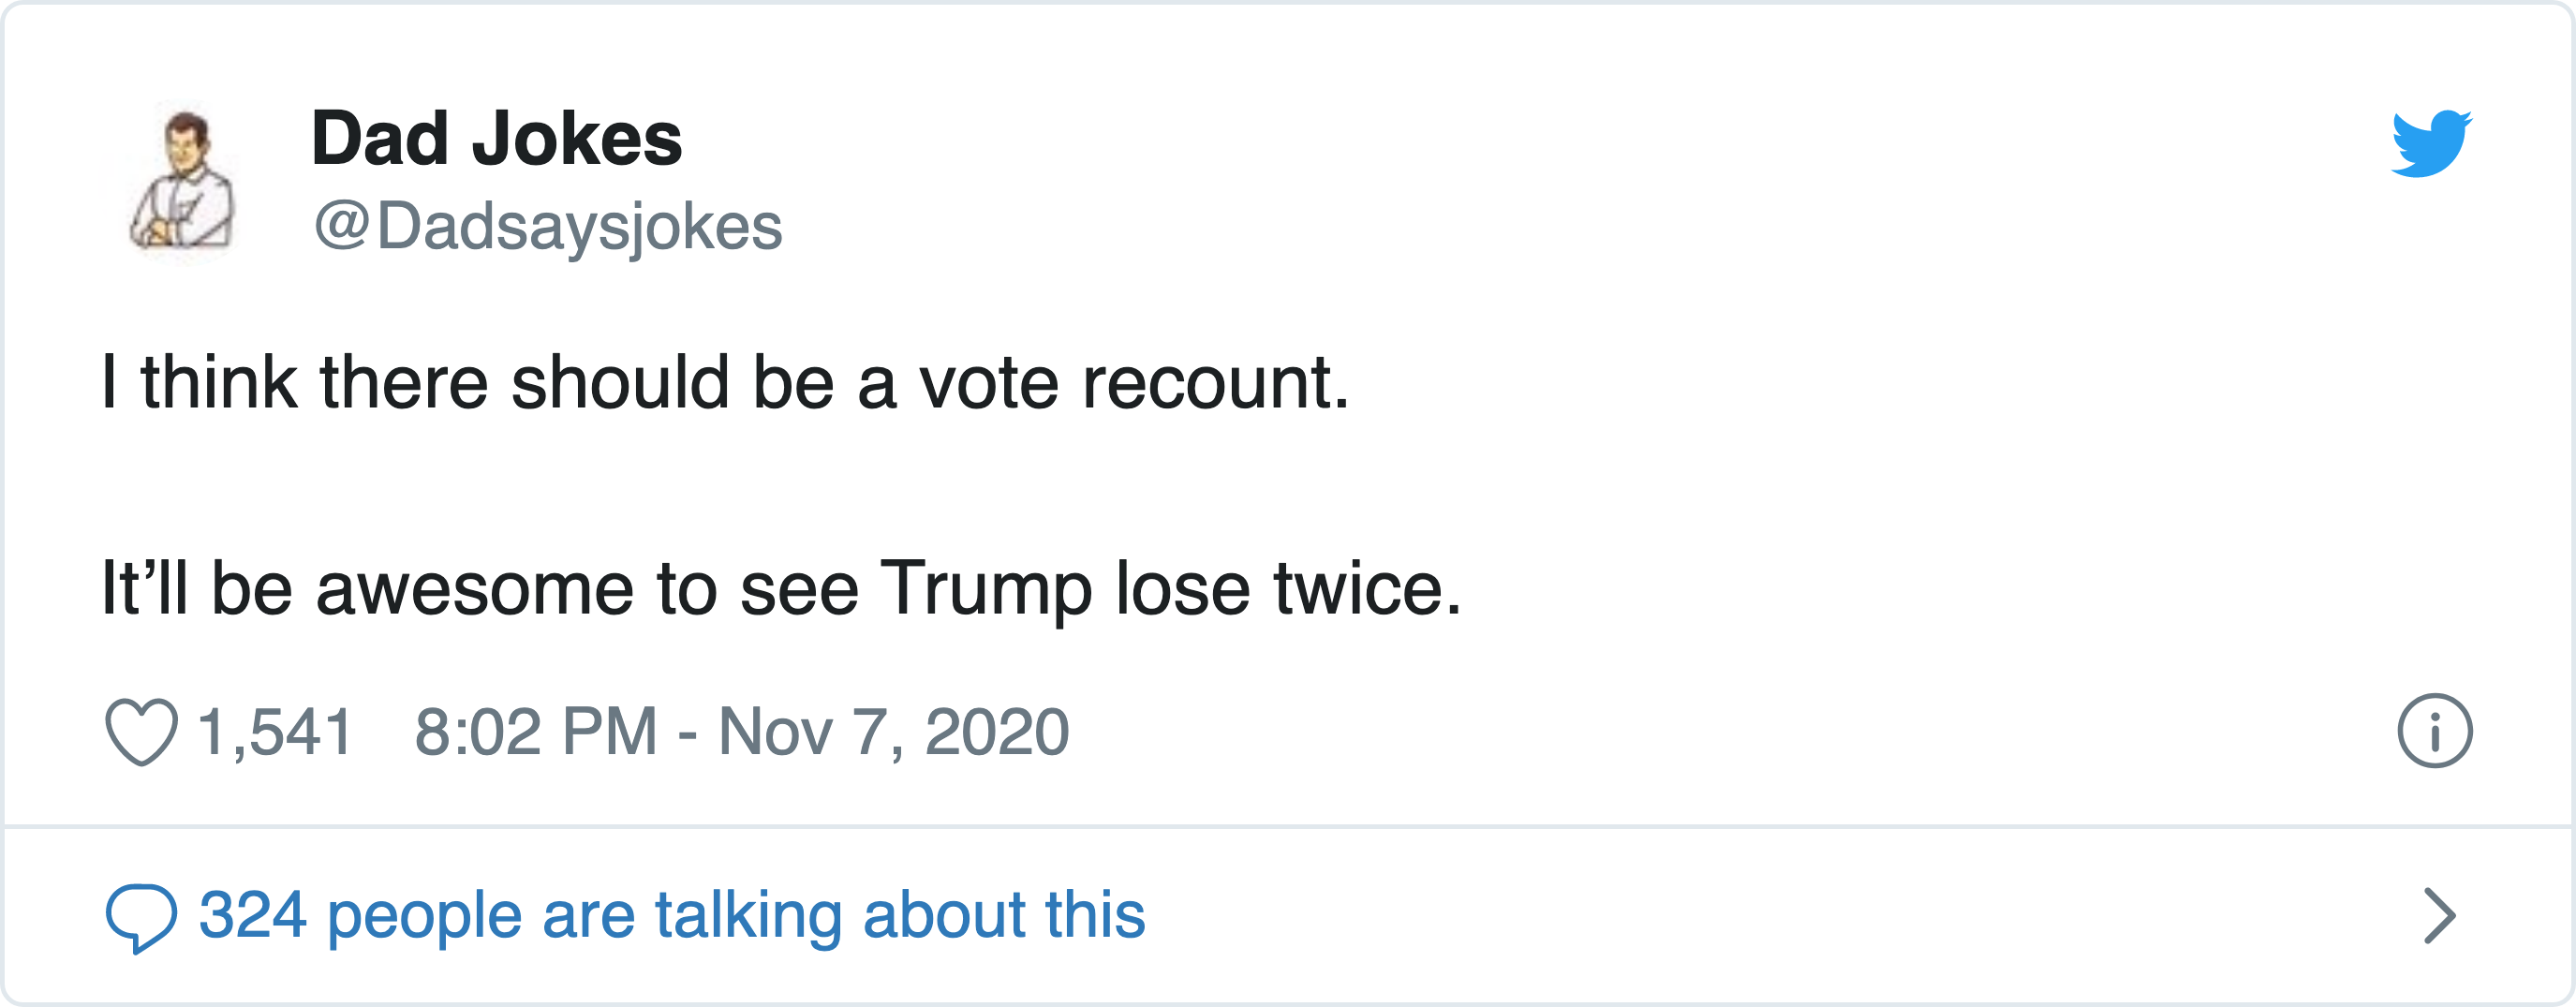 Dad Jokes
@Dadsaysjokes
I think there should be a vote recount.
It’ll be awesome to see Trump lose twice.
1,541 8:02 PM - Nov 7, 2020
324 people are talking about this